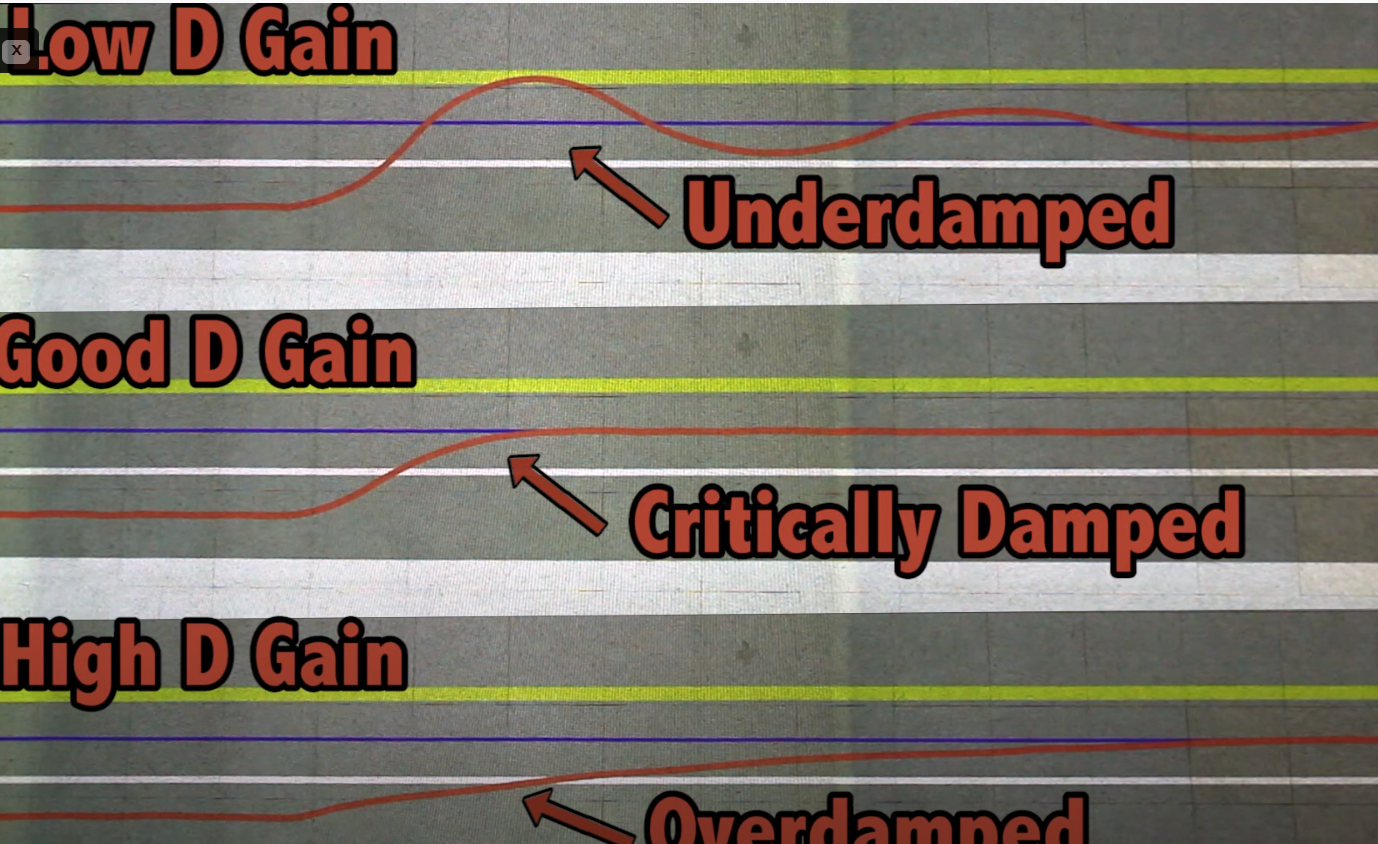 X
Low D Gain
Underdamped
Good D Gain
Critically Damped
High D Gain
Overdamped